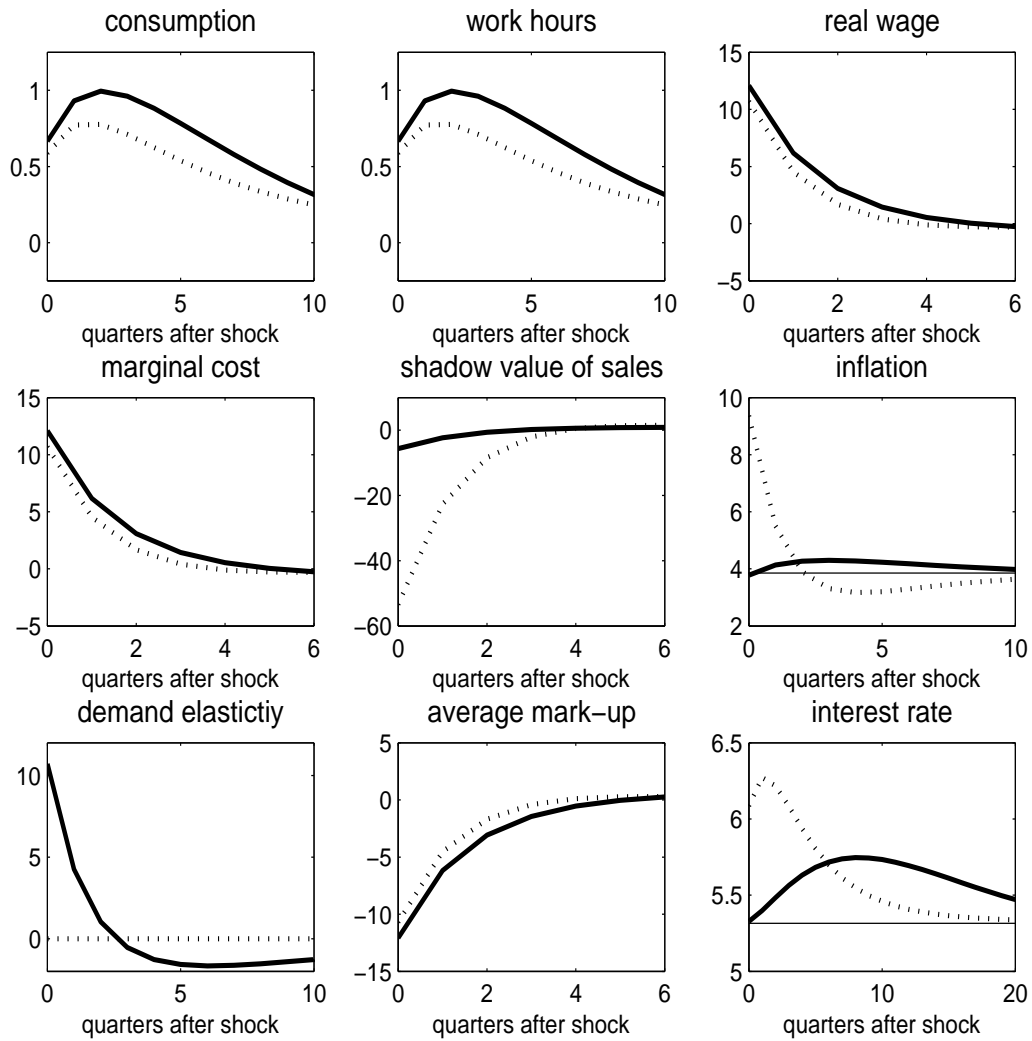 consumption work hours real wage
1
0.5
0
0 5 10
quarters after shock
1
0.5
0
0 5 10
quarters after shock
15
10
5
0
−5
0 2 4 6
quarters after shock
marginal cost shadow value of sales inflation
15
10
5
0
−5
0 2 4 6
quarters after shock
0
−20
−40
−60
0 2 4 6
quarters after shock
10
8
6
4
2
0 5 10
quarters after shock
demand elastictiy average mark−up interest rate
10
5
0
0 5 10
quarters after shock
5
0
−5
−10
−15
0 2 4 6
quarters after shock
6.5
6
5.5
5
0 10 20
quarters after shock